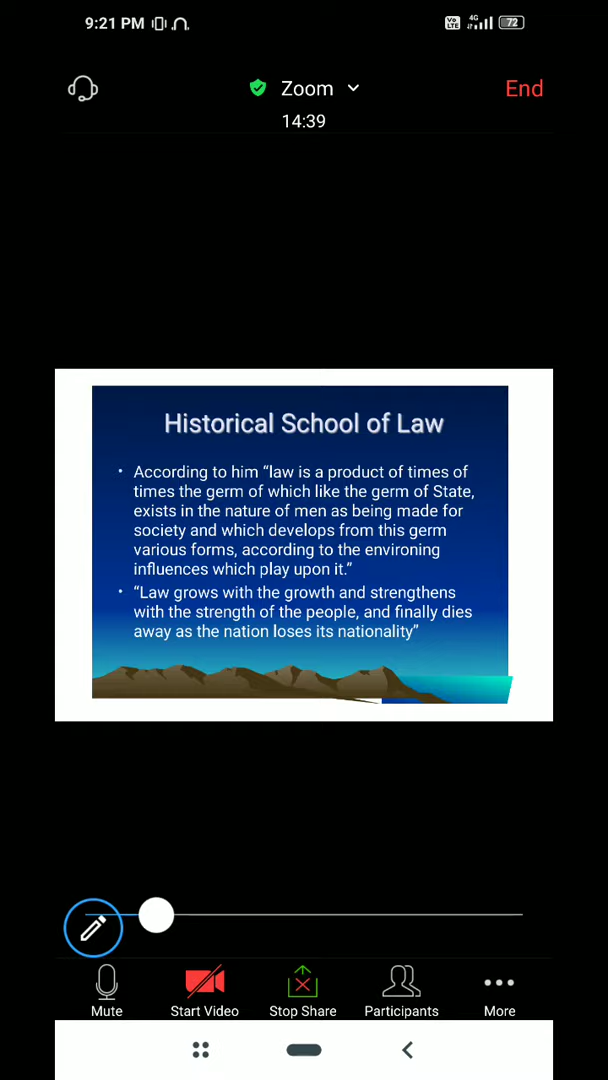 9:21 PM
Vo LTE 4G 72
Zoom
End
14:39
Historical School of Law
• According to him “law is a product of times of
times the germ of which like the germ of State,
exists in the nature of men as being made for
society and which develops from this germ
various forms, according to the environing
influences which play upon it.”
• “Law grows with the growth and strengthens
with the strength of the people, and finally dies
away as the nation loses its nationality”
Mute
Start Video
Stop Share
Participants
More